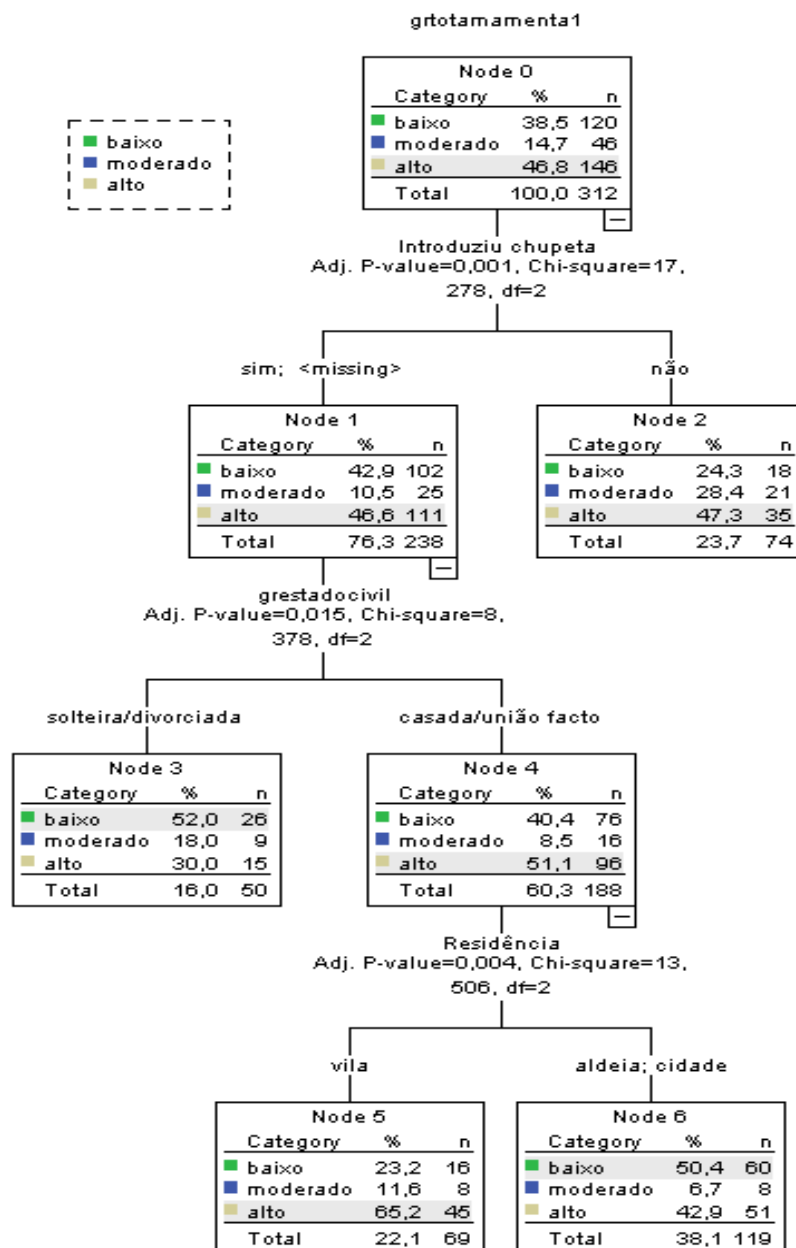 grtotamamenta1
baixo
moderado
alto
Node 0
Category % n
baixo 38,5 120
moderado 14,7 46
alto 46,8 146
Total 100,0 312
Introduziu chupeta
Adj. P-value=0,001, Chi-square=17,
278, df=2
sim; <missing>
não
Node 1
Category % n
baixo 42,9 102
moderado 10,5 25
alto 46,6 111
Total 76,3 238
Node 2
Category % n
baixo 24,3 18
moderado 28,4 21
alto 47,3 35
Total 23,7 74
grestadocivil
Adj. P-value=0,015, Chi-square=8,
378, df=2
solteira/divorciada
casada/união facto
Node 3
Category % n
baixo 52,0 26
moderado 18,0 9
alto 30,0 15
Total 16,0 50
Node 4
Category % n
baixo 40,4 76
moderado 8,5 16
alto 51,1 96
Total 60,3 188
Residência
Adj. P-value=0,004, Chi-square=13,
506, df=2
vila
aldeia; cidade
Node 5
Category % n
baixo 23,2 16
moderado 11,6 8
alto 65,2 45
Total 22,1 69
Node 6
Category % n
baixo 50,4 60
moderado 6,7 8
alto 42,9 51
Total 38,1 119